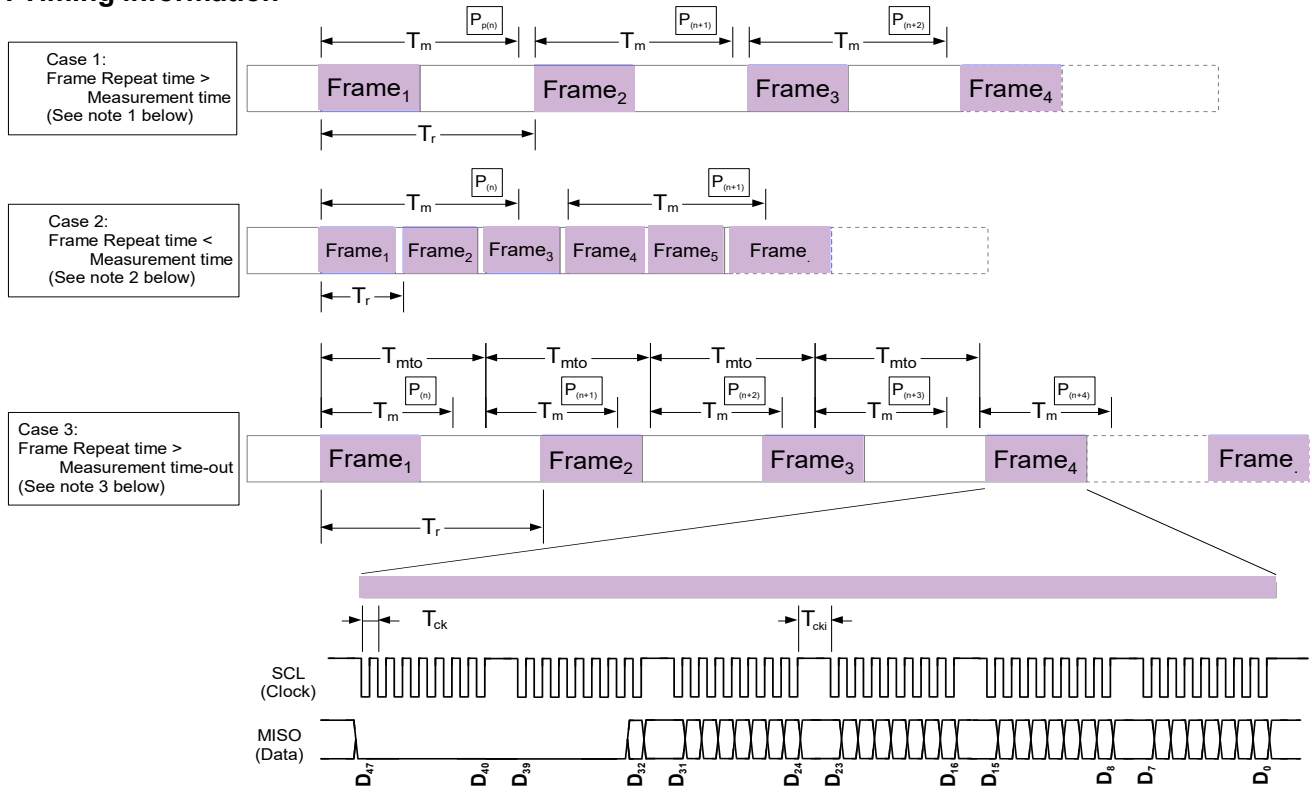 Case 1:
Frame Repeat time >
Measurement time
(See note 1 below)
Tm Pp(n) Tm P(n+1) Tm P(n+2)
Frame1 Frame2 Frame3 Frame4
Tr
Case 2:
Frame Repeat time <
Measurement time
(See note 2 below)
Tm P(n) Tm P(n+1)
Frame1 Frame2 Frame3 Frame4 Frame5 Frame.
Tr
Tmto Tmto Tmto Tmto
Case 3:
Frame Repeat time >
Measurement time-out
(See note 3 below)
Tm P(n) Tm P(n+1) Tm P(n+2) Tm P(n+3) Tm P(n+4)
Frame1 Frame2 Frame3 Frame4 Frame.
Tr
Tck Tcki
SCL
(Clock)
MISO
(Data)
D47 D40 D39 D32 D31 D24 D23 D16 D15 D8 D7 D0